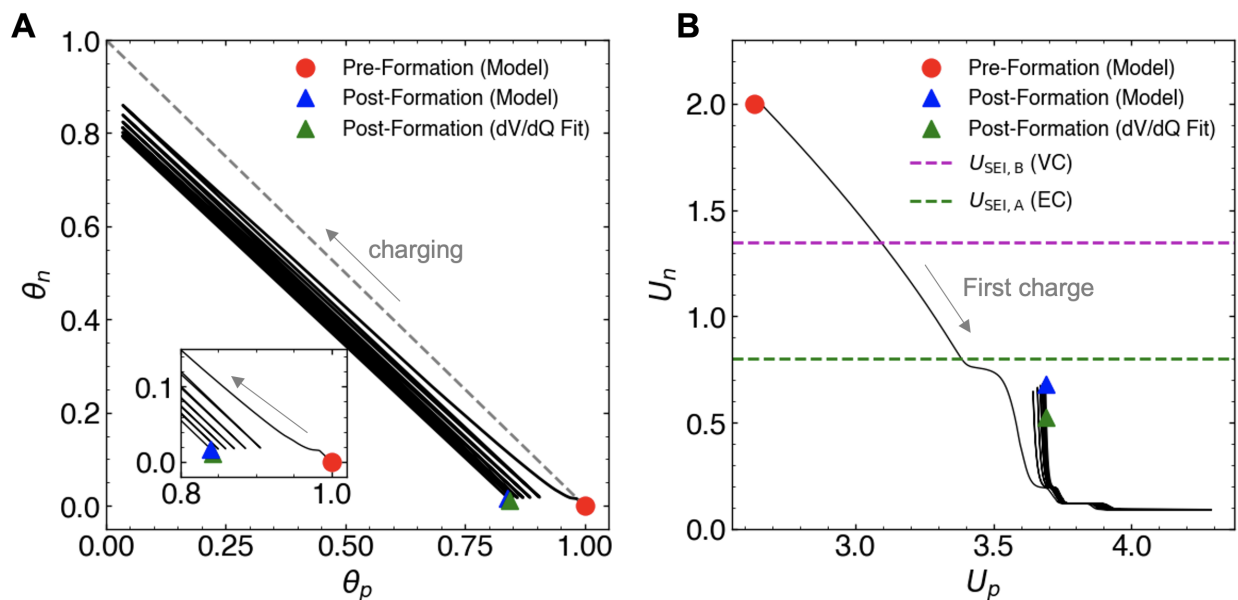 A
B
1.0
0.8
0.6
0.4
0.2
0.0
θn
Pre-Formation (Model)
Post-Formation (Model)
Post-Formation (dV/dQ Fit)
charging
0.1
0.0
0.8 1.0
0.00 0.25 0.50 0.75 1.00
θp
2.0
1.5
1.0
0.5
0.0
Un
Pre-Formation (Model)
Post-Formation (Model)
Post-Formation (dV/dQ Fit)
USEI, B (VC)
USEI, A (EC)
First charge
3.0 3.5 4.0
Up